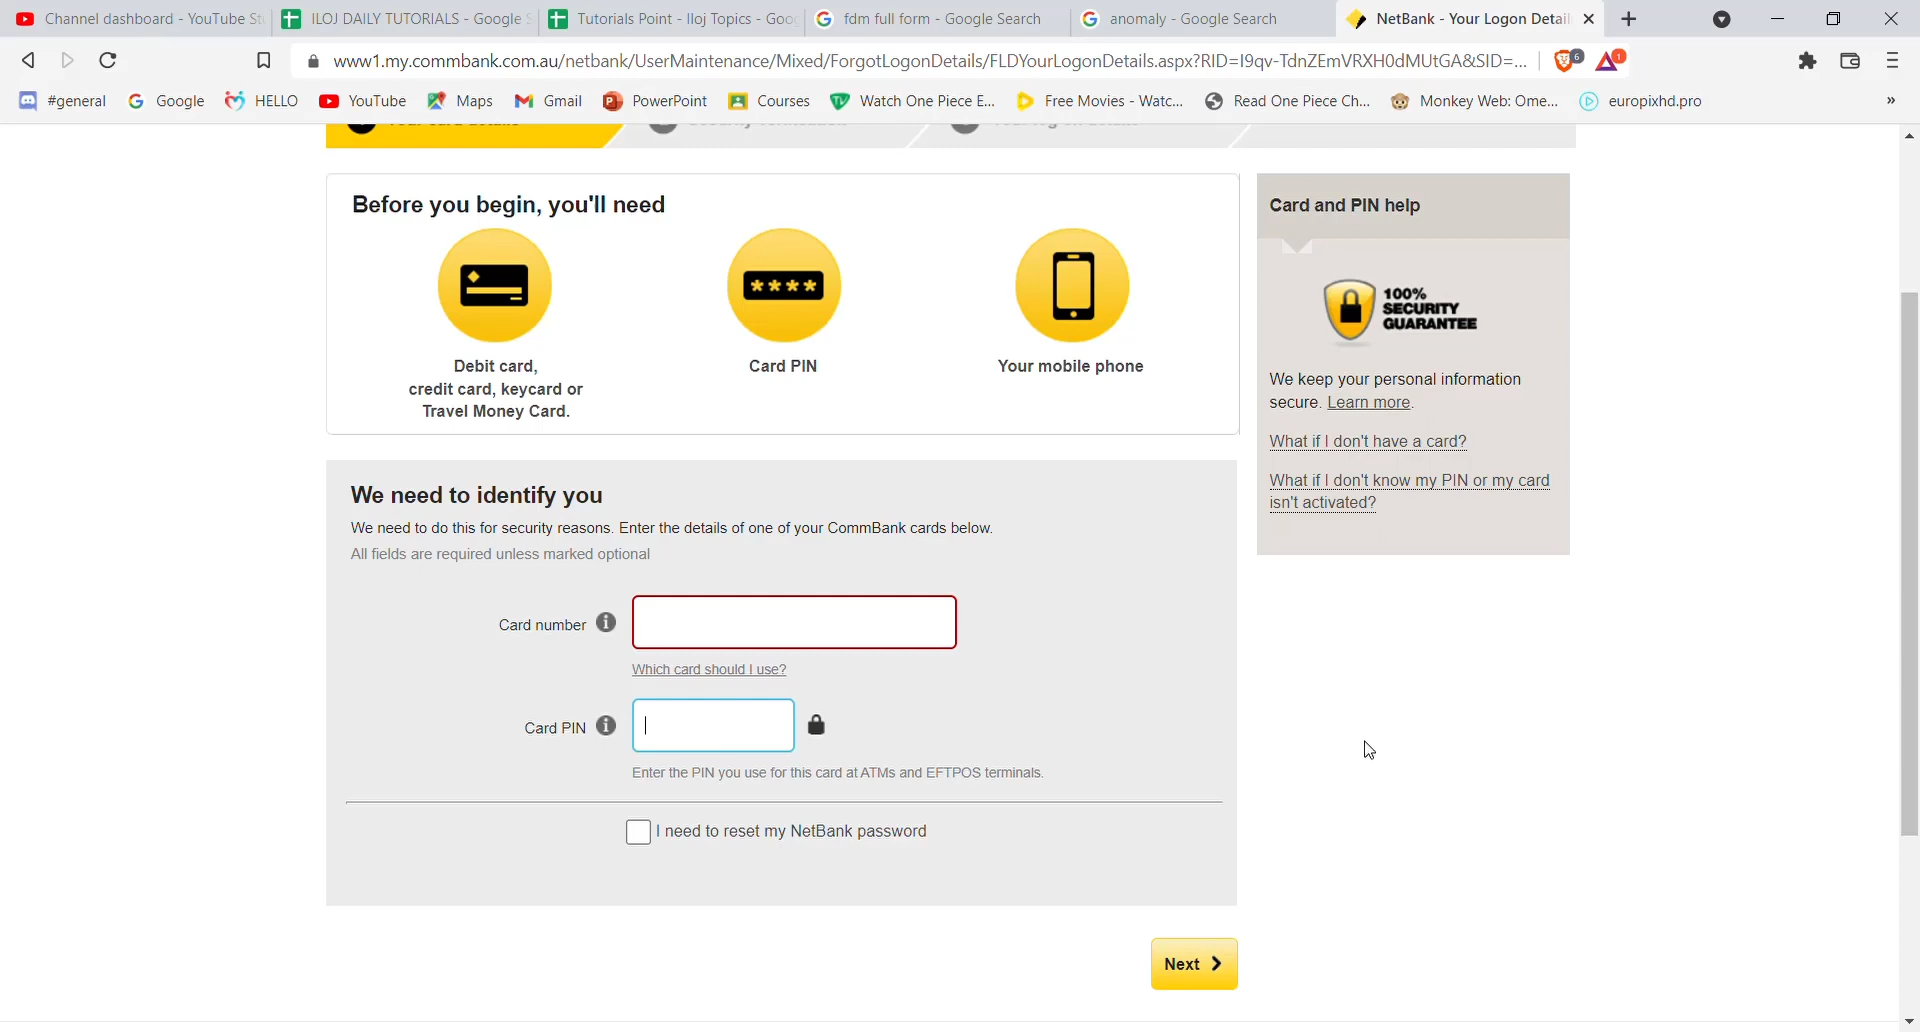 Channel dashboard - YouTube St
ILOJ DAILY TUTORIALS - Google S
Tutorials Point - Iloj Topics - Goo
fdm full form - Google Search
anomaly - Google Search
NetBank - Your Logon Detail
www1.my.commbank.com.au/netbank/UserMaintenance/Mixed/ForgotLogonDetails/FLDYourLogonDetails.aspx?RID=I9qv-TdnZEmVRXH0dMUtGA&SID=...
6
1
#general
Google
HELLO
YouTube
Maps
Gmail
PowerPoint
Courses
Watch One Piece E...
Free Movies - Watc...
Read One Piece Ch...
Monkey Web: Ome...
europixhd.pro
»
Before you begin, you'll need
****
Debit card,
credit card, keycard or
Travel Money Card.
Card PIN
Your mobile phone
Card and PIN help
100%
SECURITY
GUARANTEE
We keep your personal information
secure. Learn more.
What if I don't have a card?
What if I don't know my PIN or my card
isn't activated?
We need to identify you
We need to do this for security reasons. Enter the details of one of your CommBank cards below.
All fields are required unless marked optional
Card number
Which card should I use?
Card PIN
Enter the PIN you use for this card at ATMs and EFTPOS terminals.
I need to reset my NetBank password
Next